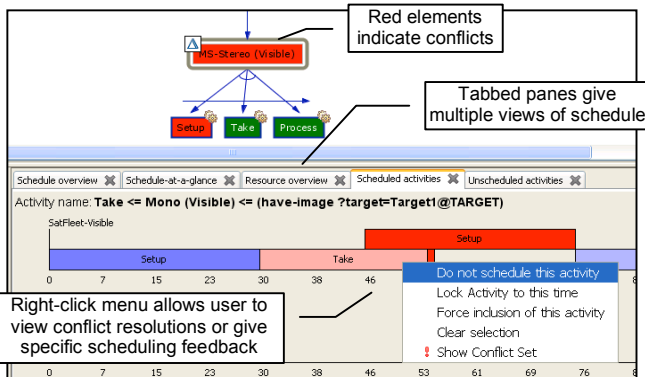 Red elements
indicate conflicts
MS-Stereo (Visible)
Tabbed panes give
multiple views of schedule
Setup Take Process
Schedule overview Schedule-at-a-glance Resource overview Scheduled activities Unscheduled activities
Activity name: Take <= Mono (Visible) <= (have-image ?target=Target1@TARGET)
SatFleet-Visible
Setup
Setup Take
0 7 15 23 30 38 46 8
Do not schedule this activity
Lock Activity to this time
Force inclusion of this activity
Clear selection
Show Conflict Set
Right-click menu allows user to
view conflict resolutions or give
specific scheduling feedback
0 7 15 23 30 38 46 53 61 69 76 8